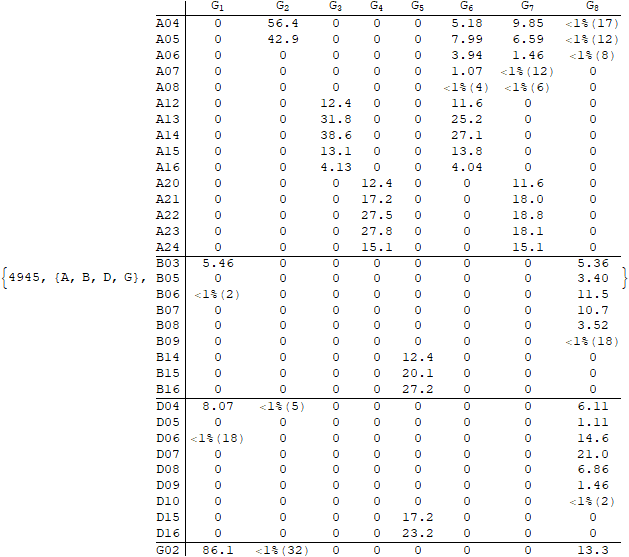 G₁ G₂ G₃ G₄ G₅ G₆ G₇ G₈
A04 0 56.4 0 0 0 5.18 9.85 <1%(17)
A05 0 42.9 0 0 0 7.99 6.59 <1%(12)
A06 0 0 0 0 0 3.94 1.46 <1%(8)
A07 0 0 0 0 0 1.07 <1%(12) 0
A08 0 0 0 0 0 <1%(4) <1%(6) 0
A12 0 0 12.4 0 0 11.6 0 0
A13 0 0 31.8 0 0 25.2 0 0
A14 0 0 38.6 0 0 27.1 0 0
A15 0 0 13.1 0 0 13.8 0 0
A16 0 0 4.13 0 0 4.04 0 0
A20 0 0 0 12.4 0 0 11.6 0
A21 0 0 0 17.2 0 0 18.0 0
A22 0 0 0 27.5 0 0 18.8 0
A23 0 0 0 27.8 0 0 18.1 0
A24 0 0 0 15.1 0 0 15.1 0
B03 5.46 0 0 0 0 0 0 5.36
{4945, {A, B, D, G}, B05 0 0 0 0 0 0 0 3.40 }
B06 <1%(2) 0 0 0 0 0 0 11.5
B07 0 0 0 0 0 0 0 10.7
B08 0 0 0 0 0 0 0 3.52
B09 0 0 0 0 0 0 0 <1%(18)
B14 0 0 0 0 12.4 0 0 0
B15 0 0 0 0 20.1 0 0 0
B16 0 0 0 0 27.2 0 0 0
D04 8.07 <1%(5) 0 0 0 0 0 6.11
D05 0 0 0 0 0 0 0 1.11
D06 <1%(18) 0 0 0 0 0 0 14.6
D07 0 0 0 0 0 0 0 21.0
D08 0 0 0 0 0 0 0 6.86
D09 0 0 0 0 0 0 0 1.46
D10 0 0 0 0 0 0 0 <1%(2)
D15 0 0 0 0 17.2 0 0 0
D16 0 0 0 0 23.2 0 0 0
G02 86.1 <1%(32) 0 0 0 0 0 13.3